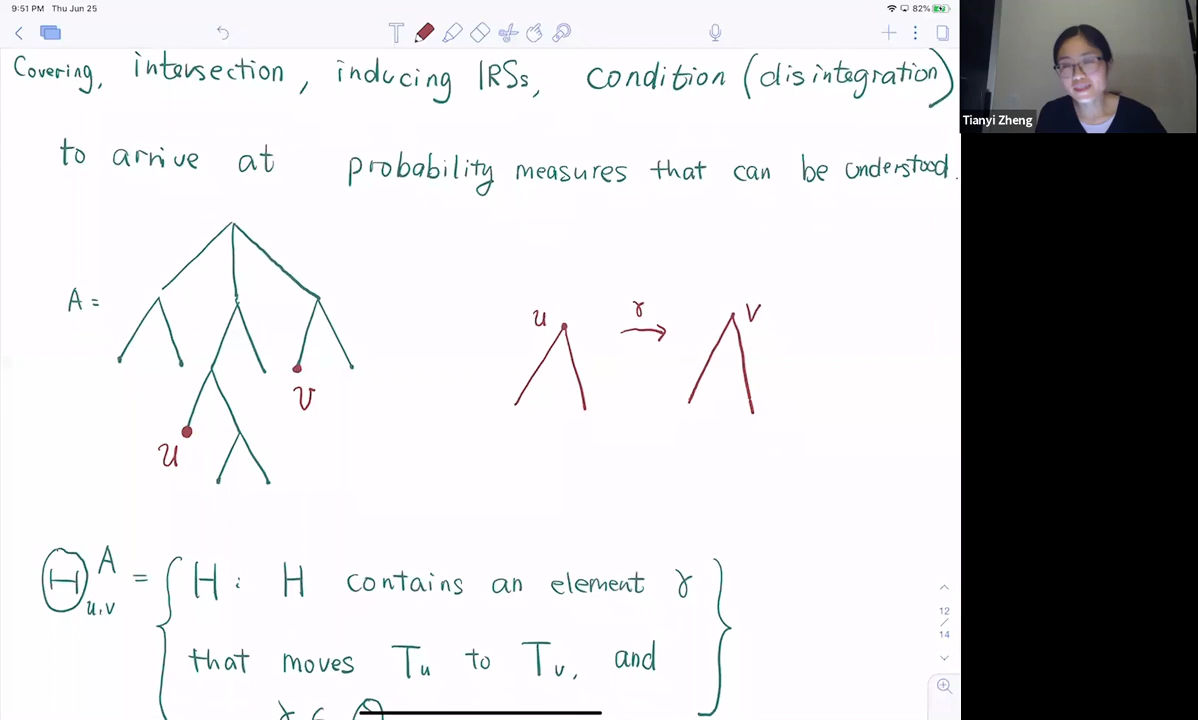 9:51 PM Thu Jun 25
82%
Covering, intersection, inducing IRSs, condition (disintegration)
to arrive at probability measures that can be understood.
Tianyi Zheng
A =
u
v
u γ → v
Θ^A_{u,v} = { H : H contains an element γ
that moves T_u to T_v, and
12
/
14